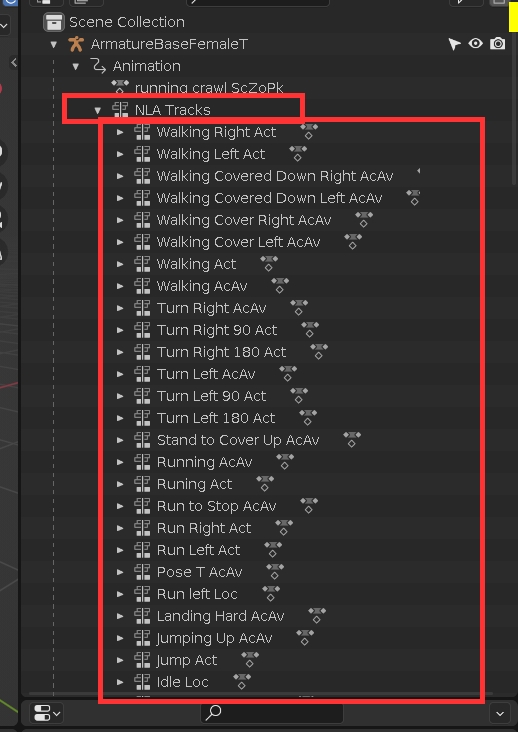 Scene Collection
ArmatureBaseFemaleT
Animation
running crawl ScZoPk
NLA Tracks
Walking Right Act
Walking Left Act
Walking Covered Down Right AcAv
Walking Covered Down Left AcAv
Walking Cover Right AcAv
Walking Cover Left AcAv
Walking Act
Walking AcAv
Turn Right AcAv
Turn Right 90 Act
Turn Right 180 Act
Turn Left AcAv
Turn Left 90 Act
Turn Left 180 Act
Stand to Cover Up AcAv
Running AcAv
Runing Act
Run to Stop AcAv
Run Right Act
Run Left Act
Pose T AcAv
Run left Loc
Landing Hard AcAv
Jumping Up AcAv
Jump Act
Idle Loc